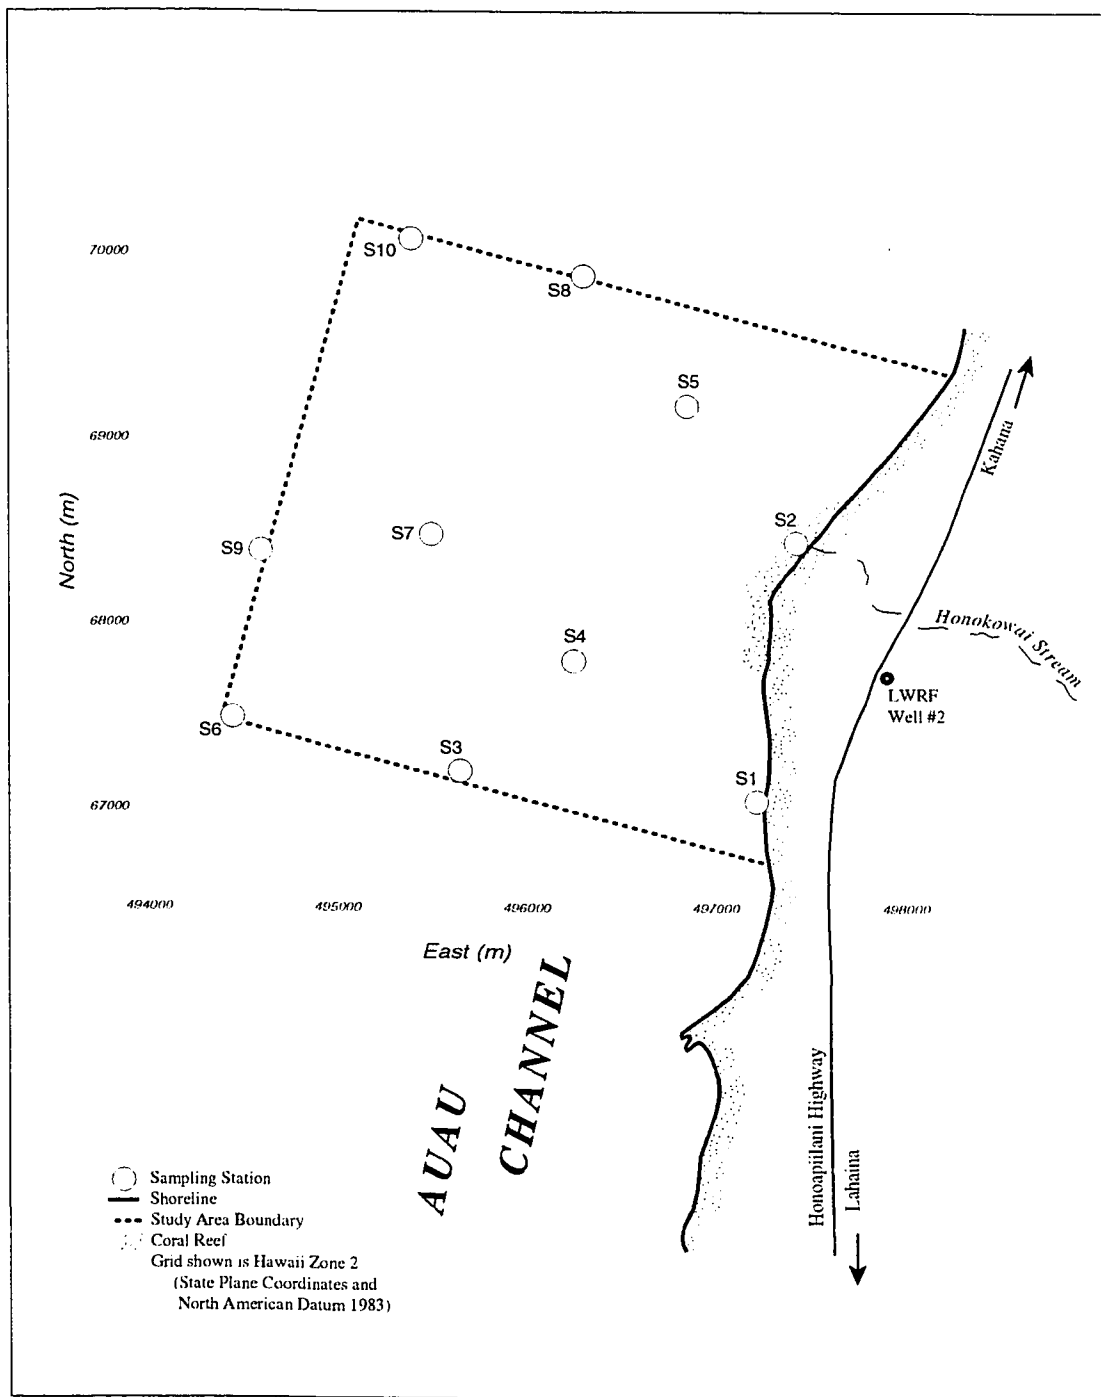 70000
S10
S8
S5
69000
Kahana
North (m)
S2
S7
S9
68000
Honokowai Stream
S4
LWRF
Well #2
S6
S3
S1
67000
494000
495000
496000
497000
498000
East (m)
AUAU
CHANNEL
Honoapiilani Highway
Lahaina
Sampling Station
Shoreline
Study Area Boundary
Coral Reef
Grid shown is Hawaii Zone 2
(State Plane Coordinates and
North American Datum 1983)